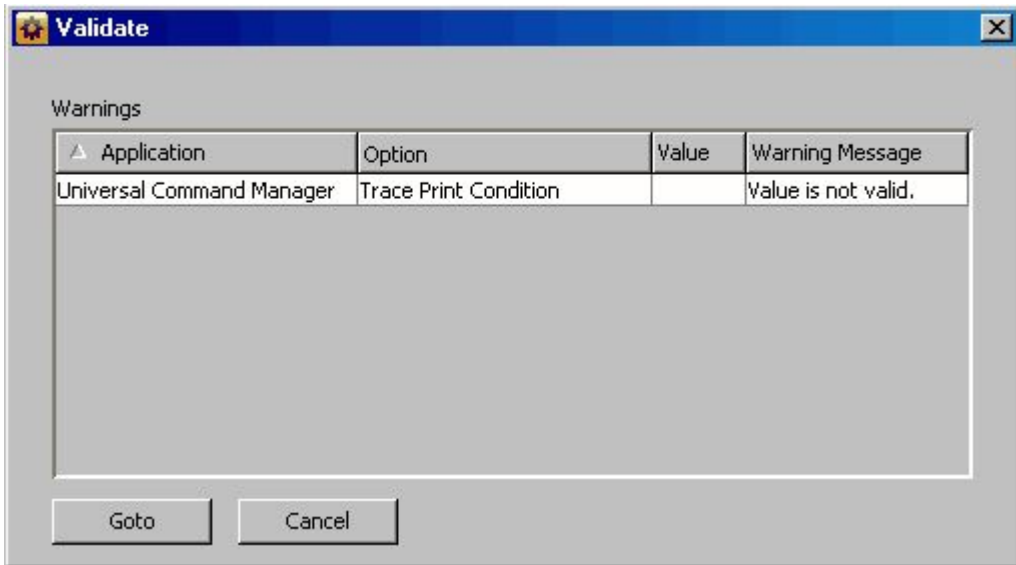 Validate
Warnings
Application Option Value Warning Message
Universal Command Manager Trace Print Condition Value is not valid.
Goto Cancel